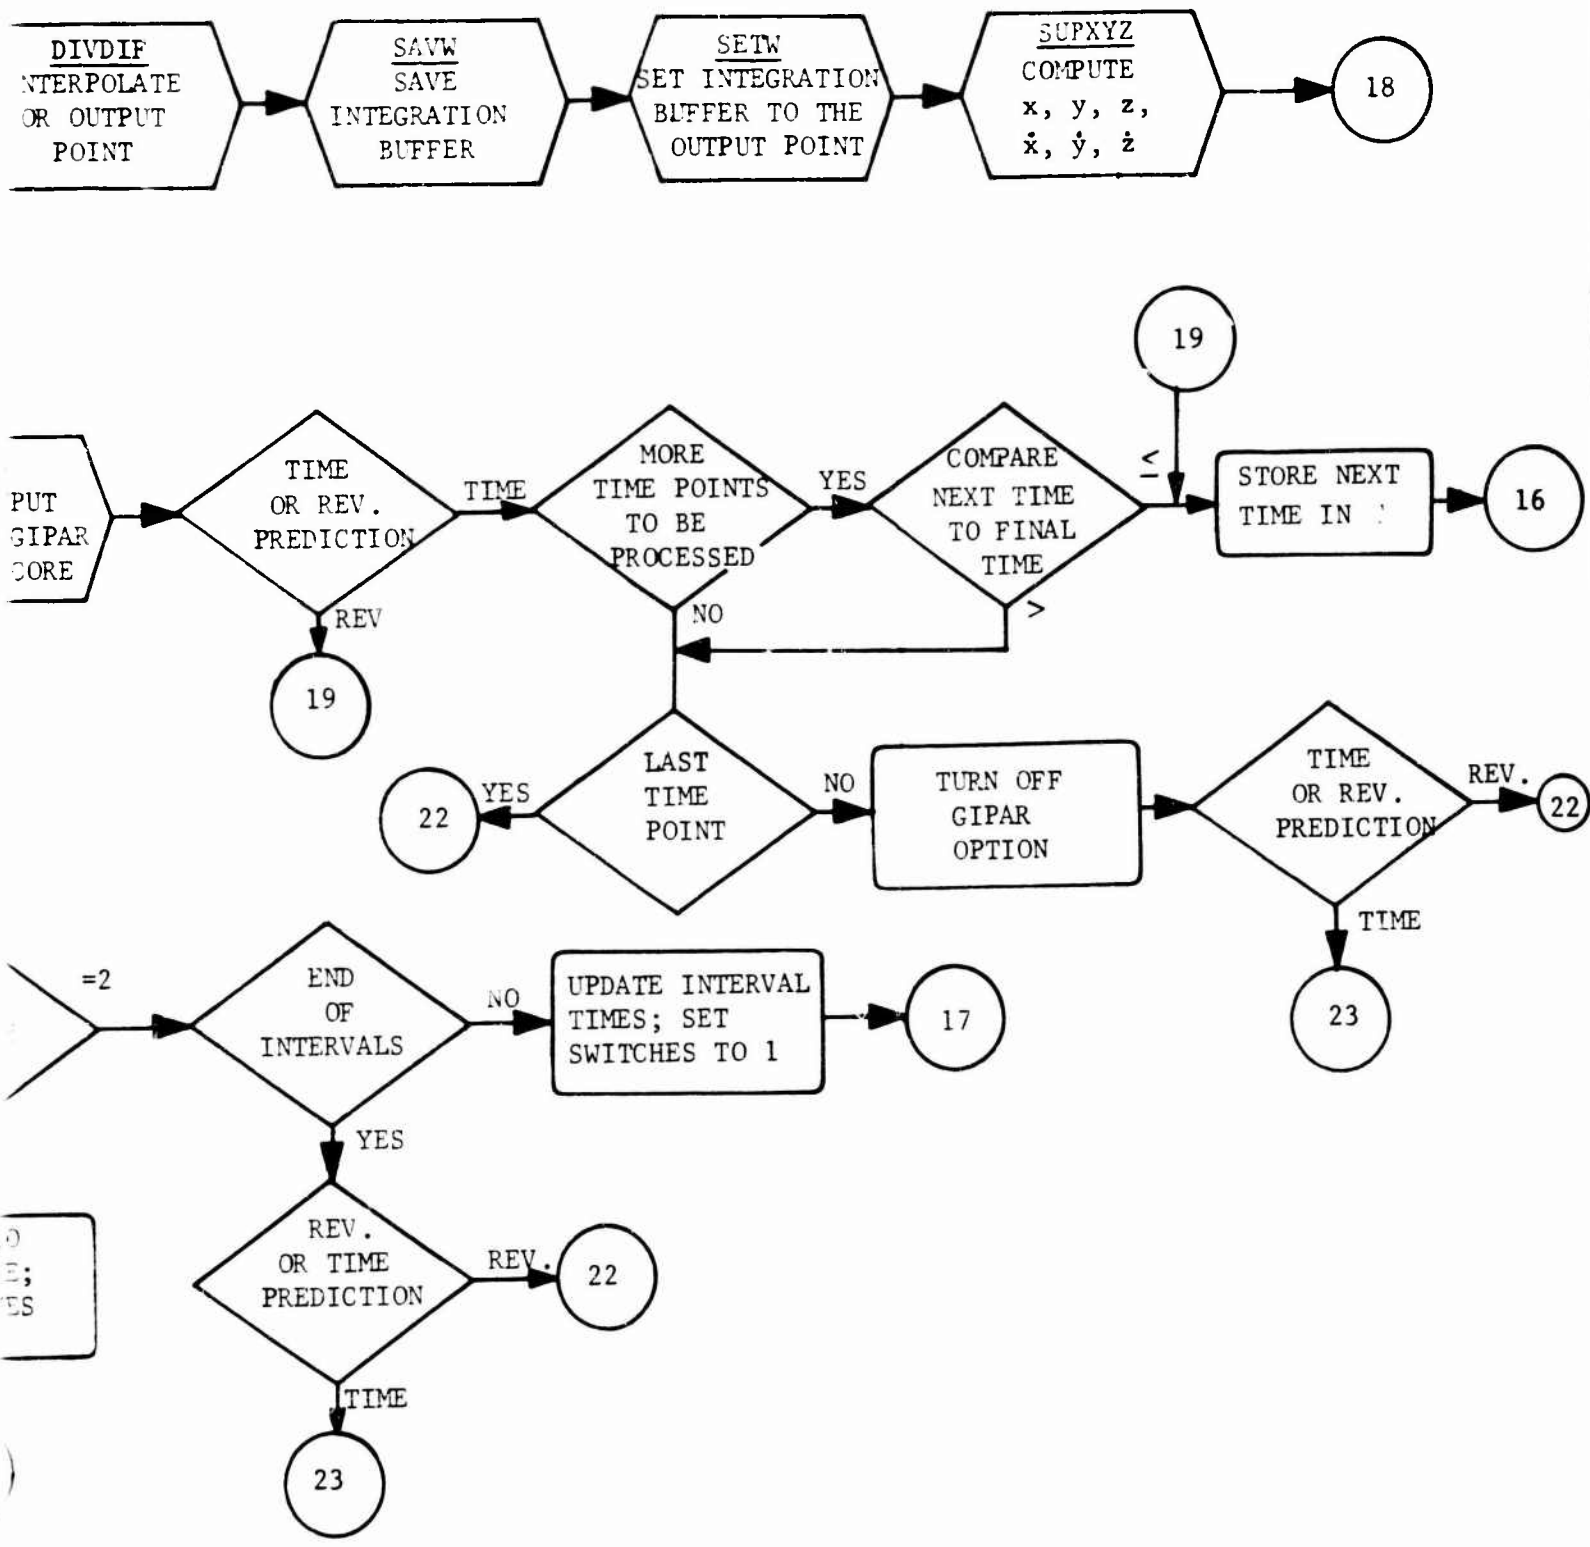 DIVDIF
NTERPOLATE
OR OUTPUT
POINT
SAVW
SAVE
INTEGRATION
BUFFER
SETW
SET INTEGRATION
BUFFER TO THE
OUTPUT POINT
SUPXYZ
COMPUTE
x, y, z,
ẋ, ẏ, ż
18
19
PUT
GIPAR
CORE
TIME
OR REV.
PREDICTION
TIME
REV
19
MORE
TIME POINTS
TO BE
PROCESSED
YES
NO
COMPARE
NEXT TIME
TO FINAL
TIME
≤
>
STORE NEXT
TIME IN
16
LAST
TIME
POINT
YES
22
NO
TURN OFF
GIPAR
OPTION
TIME
OR REV.
PREDICTION
REV.
22
TIME
23
=2
END
OF
INTERVALS
NO
UPDATE INTERVAL
TIMES; SET
SWITCHES TO 1
17
YES
REV.
OR TIME
PREDICTION
REV.
22
TIME
23
O
E;
ES